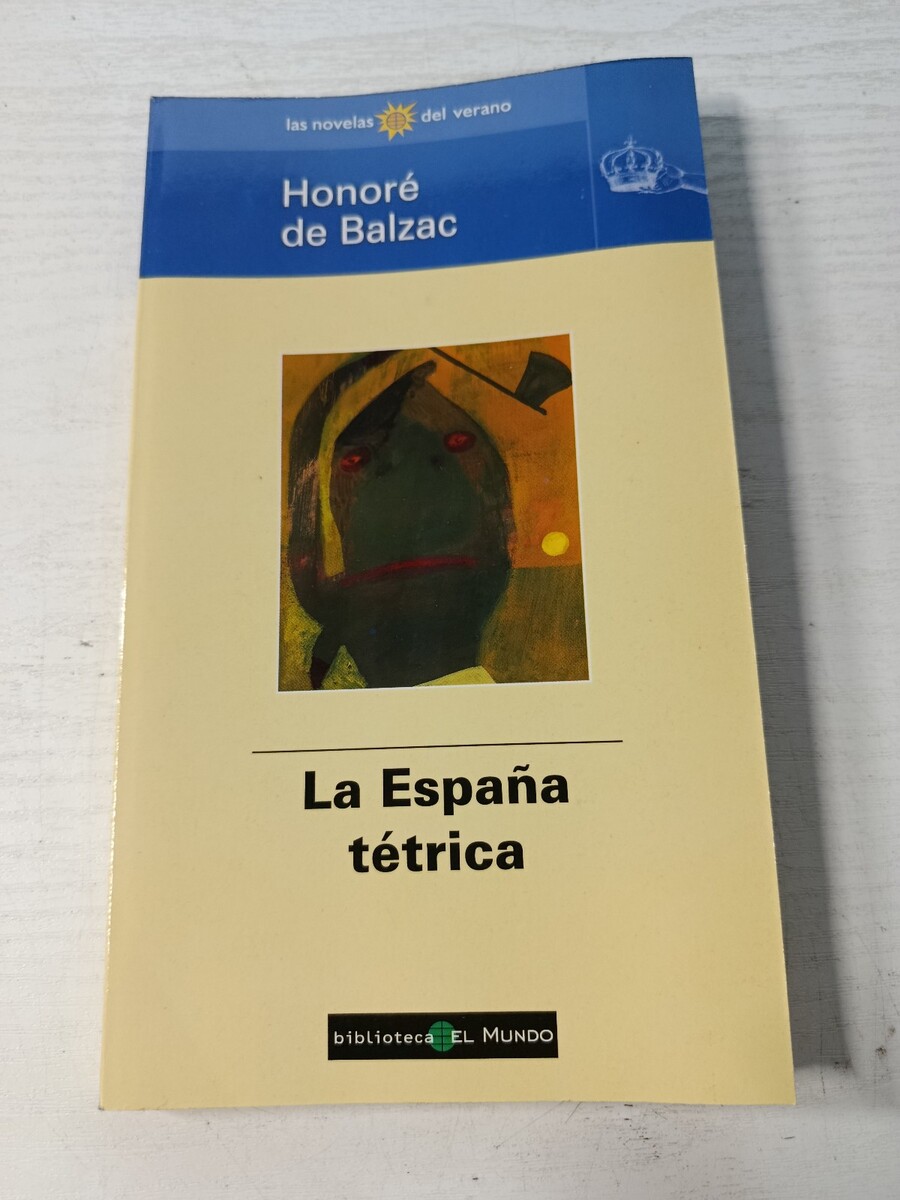 las novelas del verano
Honoré
de Balzac
La España
tétrica
biblioteca EL MUNDO